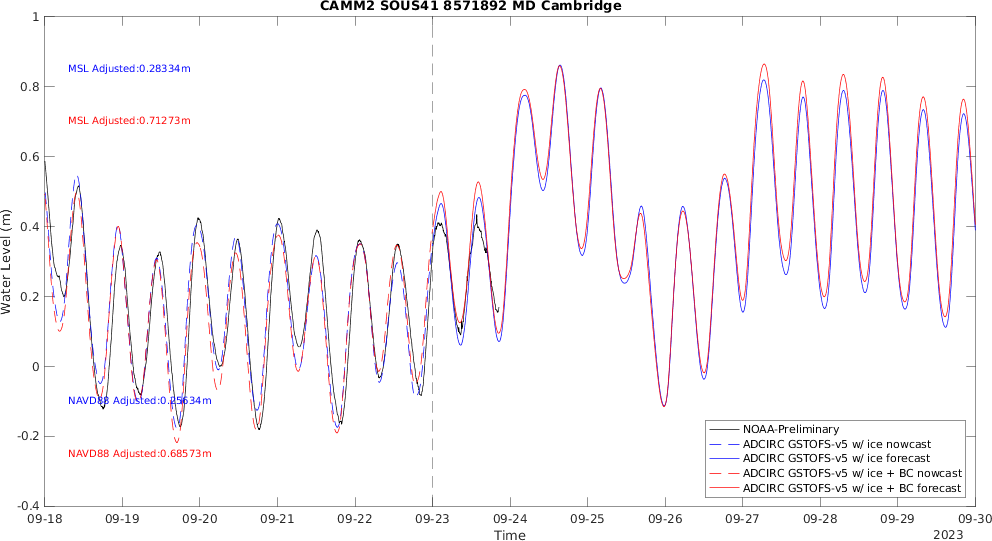 CAMM2 SOUS41 8571892 MD Cambridge
1
0.8
0.6
0.4
0.2
0
-0.2
-0.4
Water Level (m)
MSL Adjusted:0.28334m
MSL Adjusted:0.71273m
NAVD88 Adjusted:0.25634m
NAVD88 Adjusted:0.68573m
NOAA-Preliminary
ADCIRC GSTOFS-v5 w/ ice nowcast
ADCIRC GSTOFS-v5 w/ ice forecast
ADCIRC GSTOFS-v5 w/ ice + BC nowcast
ADCIRC GSTOFS-v5 w/ ice + BC forecast
09-18 09-19 09-20 09-21 09-22 09-23 09-24 09-25 09-26 09-27 09-28 09-29 09-30
Time
2023